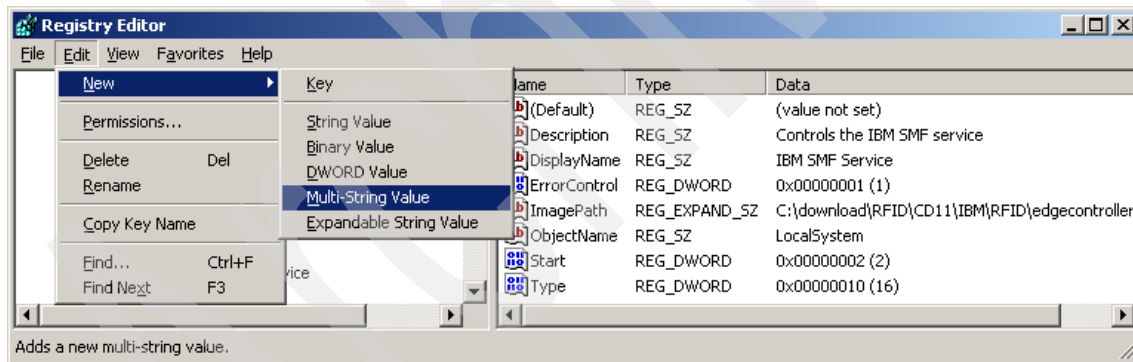 Registry Editor
File Edit View Favorites Help
New
Permissions...
Delete Del
Rename
Copy Key Name
Find... Ctrl+F
Find Next F3
Key
String Value
Binary Value
DWORD Value
Multi-String Value
Expandable String Value
vice
Name Type Data
(Default) REG_SZ (value not set)
Description REG_SZ Controls the IBM SMF service
DisplayName REG_SZ IBM SMF Service
ErrorControl REG_DWORD 0x00000001 (1)
ImagePath REG_EXPAND_SZ C:\download\RFID\CD11\IBM\RFID\edgecontroller
ObjectName REG_SZ LocalSystem
Start REG_DWORD 0x00000002 (2)
Type REG_DWORD 0x00000010 (16)
Adds a new multi-string value.